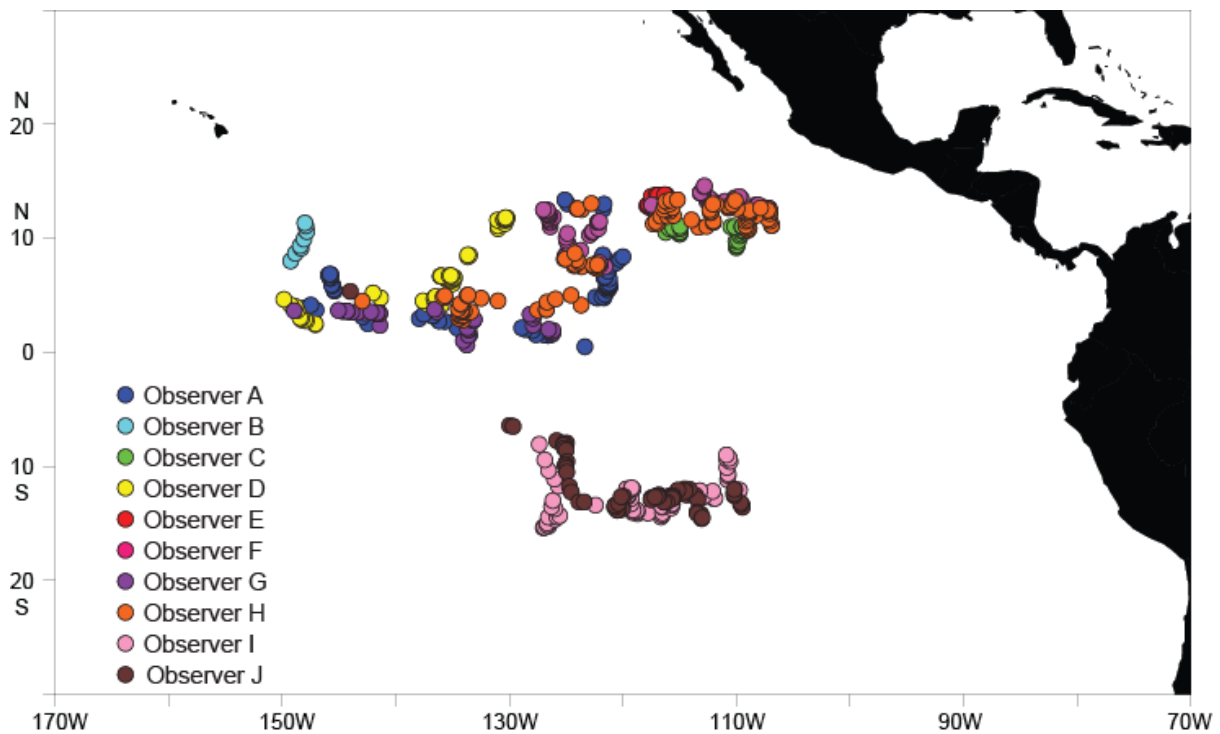 N
20
N
10
0
10
S
20
S
Observer A
Observer B
Observer C
Observer D
Observer E
Observer F
Observer G
Observer H
Observer I
Observer J
170W 150W 130W 110W 90W 70W